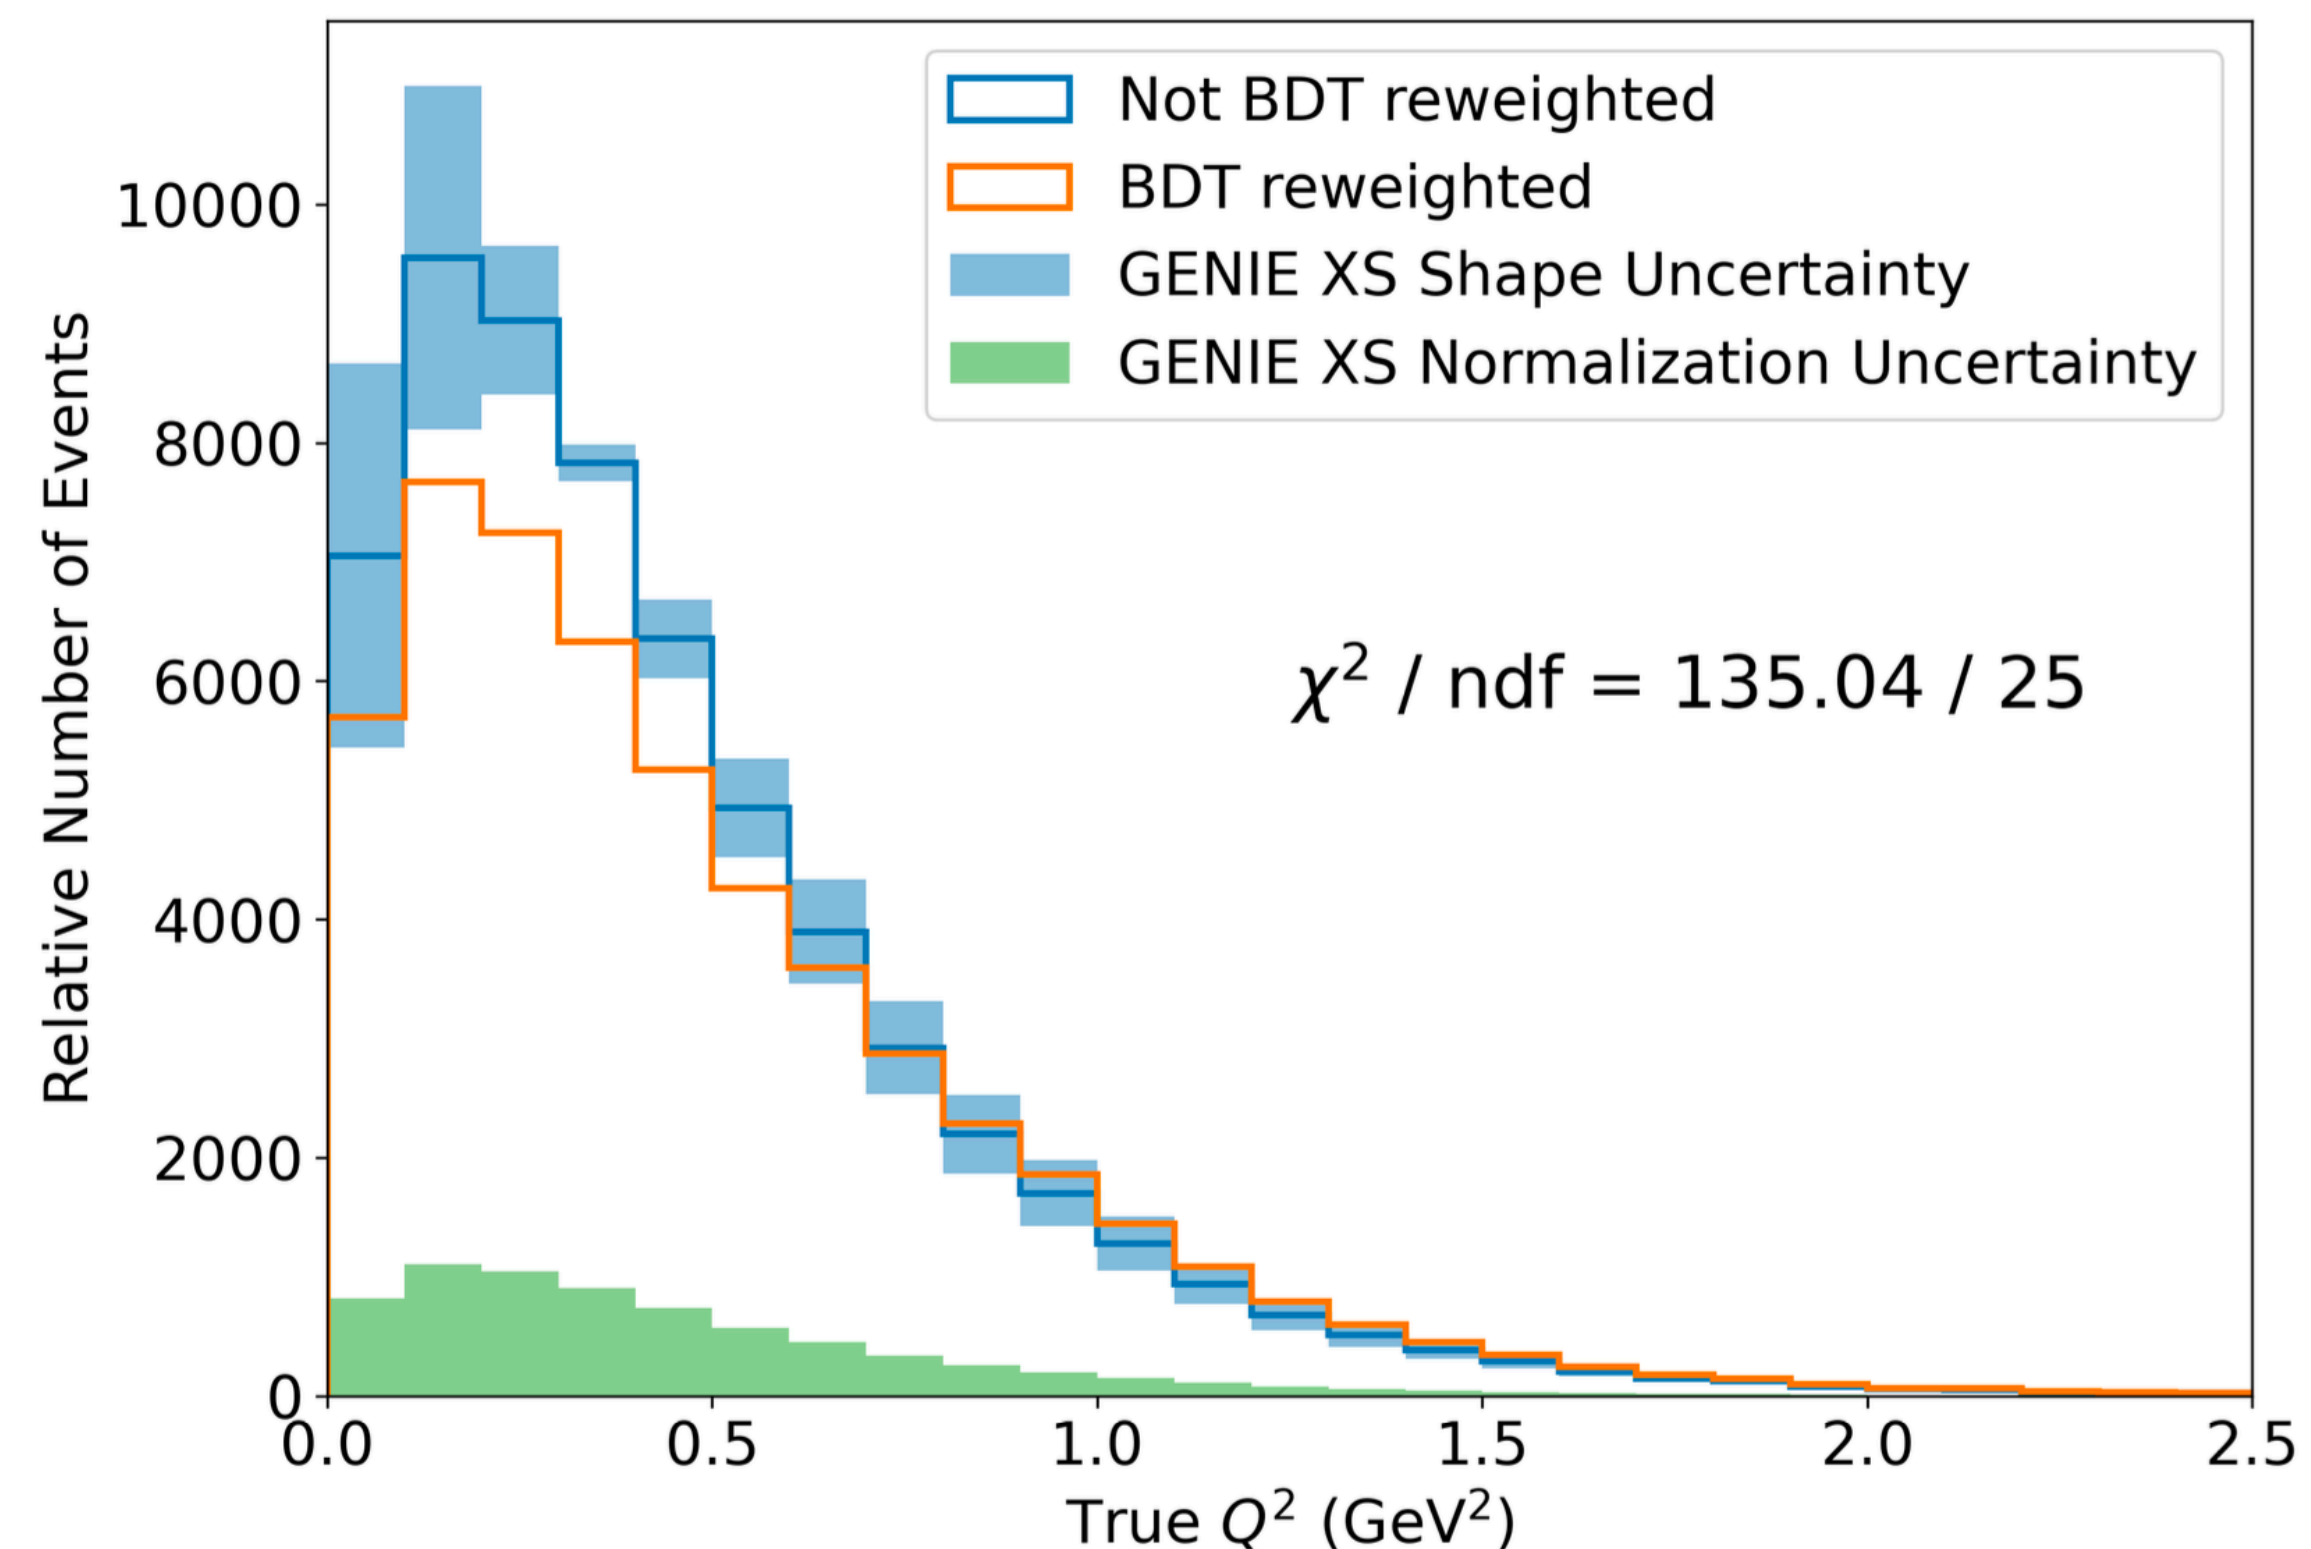 Not BDT reweighted
BDT reweighted
GENIE XS Shape Uncertainty
GENIE XS Normalization Uncertainty
χ² / ndf = 135.04 / 25
Relative Number of Events
10000
8000
6000
4000
2000
0
0.0 0.5 1.0 1.5 2.0 2.5
True Q² (GeV²)